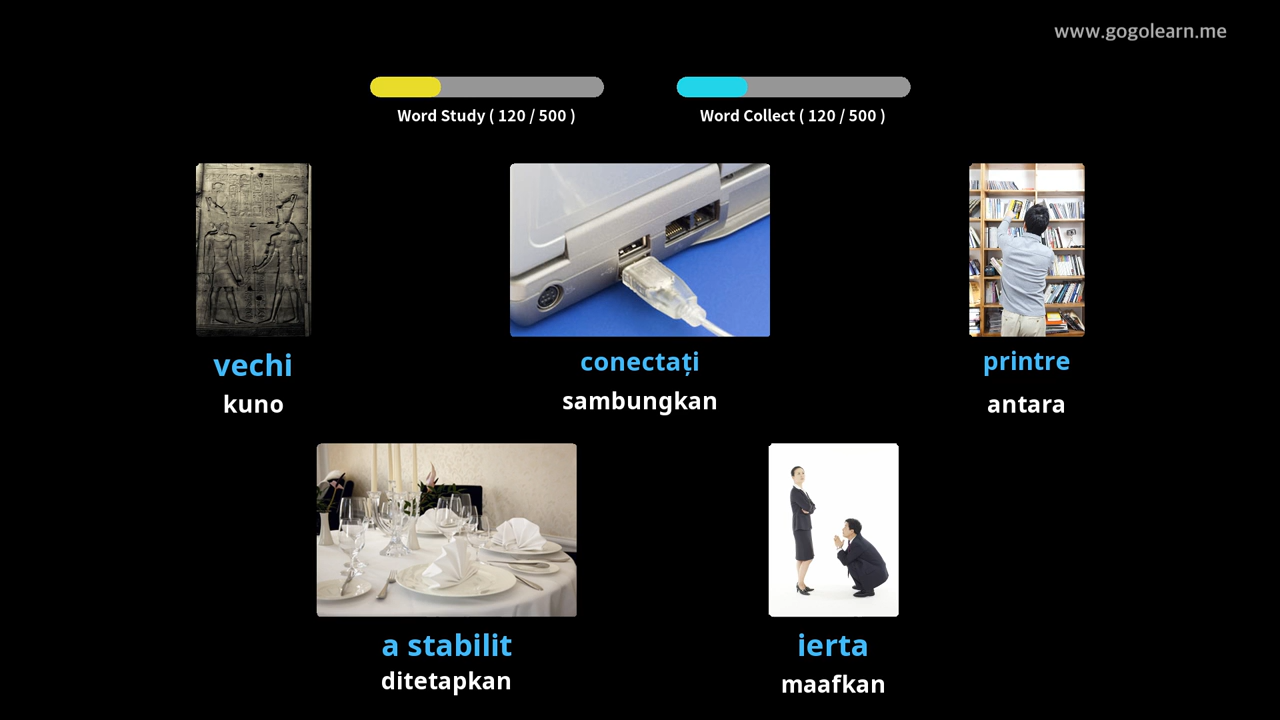 www.gogolearn.me
Word Study ( 120 / 500 )
Word Collect ( 120 / 500 )
vechi
kuno
conectați
sambungkan
printre
antara
a stabilit
ditetapkan
ierta
maafkan